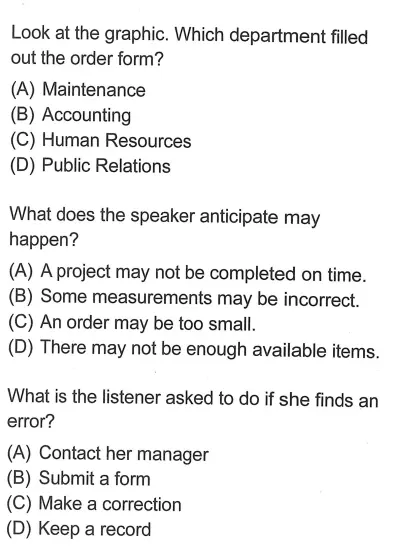 Look at the graphic. Which department filled
out the order form?
(A) Maintenance
(B) Accounting
(C) Human Resources
(D) Public Relations
What does the speaker anticipate may
happen?
(A) A project may not be completed on time.
(B) Some measurements may be incorrect.
(C) An order may be too small.
(D) There may not be enough available items.
What is the listener asked to do if she finds an
error?
(A) Contact her manager
(B) Submit a form
(C) Make a correction
(D) Keep a record